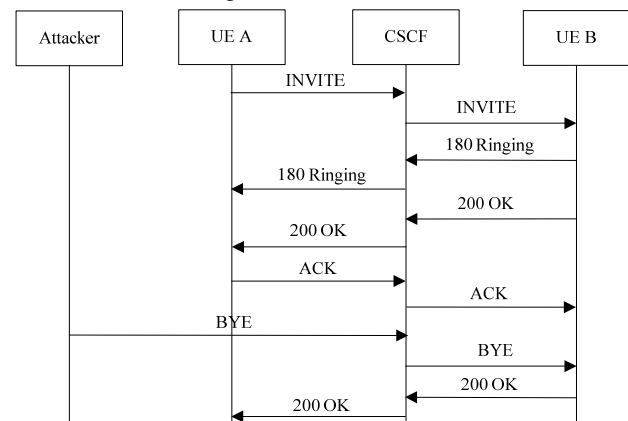 Attacker
UE A
CSCF
UE B
INVITE
INVITE
180 Ringing
180 Ringing
200 OK
200 OK
ACK
ACK
BYE
BYE
200 OK
200 OK